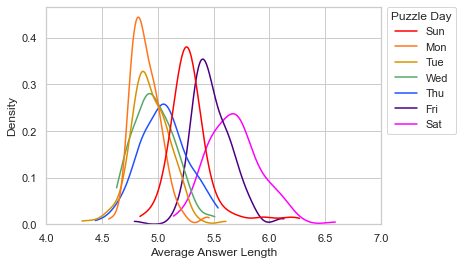 Puzzle Day
Sun
Mon
Tue
Wed
Thu
Fri
Sat
Density
0.4
0.3
0.2
0.1
0.0
4.0 4.5 5.0 5.5 6.0 6.5 7.0
Average Answer Length